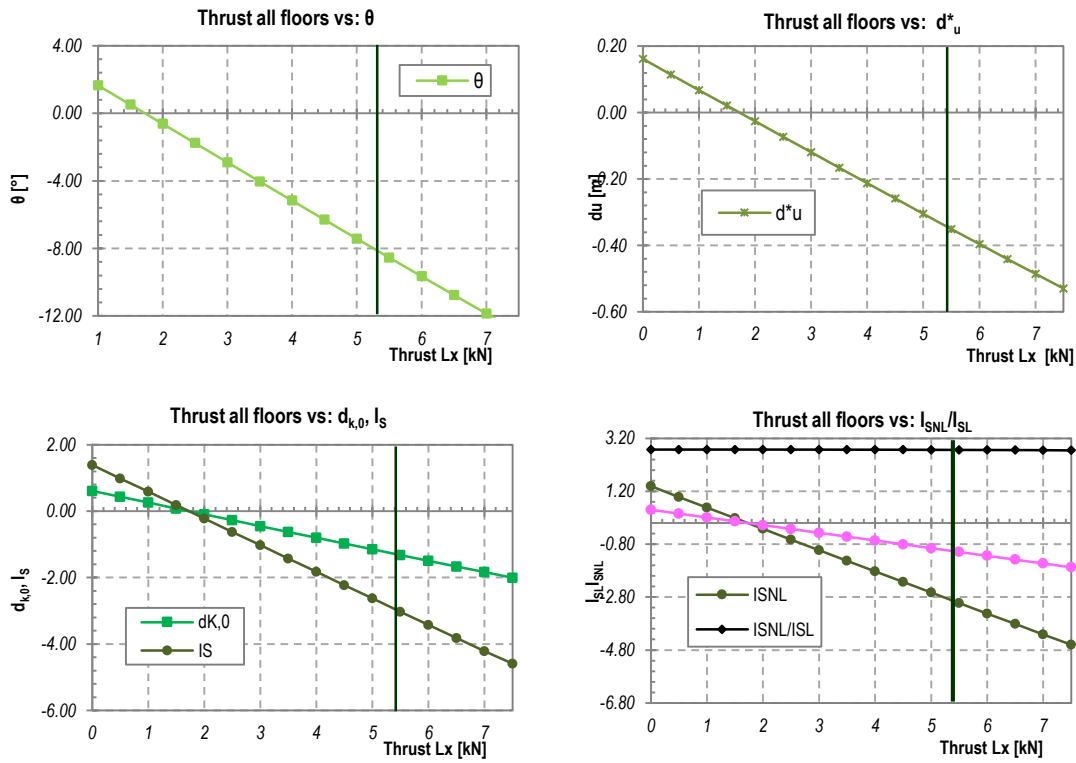 Thrust all floors vs: θ
4.00
0.00
-4.00
-8.00
-12.00
θ [°]
θ
1 2 3 4 5 6 7
Thrust Lx [kN]
Thrust all floors vs: d*u
0.20
0.00
-0.20
-0.40
-0.60
du [m]
d*u
0 1 2 3 4 5 6 7
Thrust Lx [kN]
Thrust all floors vs: dk,0, IS
2.00
0.00
-2.00
-4.00
-6.00
dk,0, IS
dK,0
IS
0 1 2 3 4 5 6 7
Thrust Lx [kN]
Thrust all floors vs: ISNL/ISL
3.20
1.20
-0.80
-2.80
-4.80
-6.80
ISLISNL
ISNL
ISNL/ISL
0 1 2 3 4 5 6 7
Thrust Lx [kN]